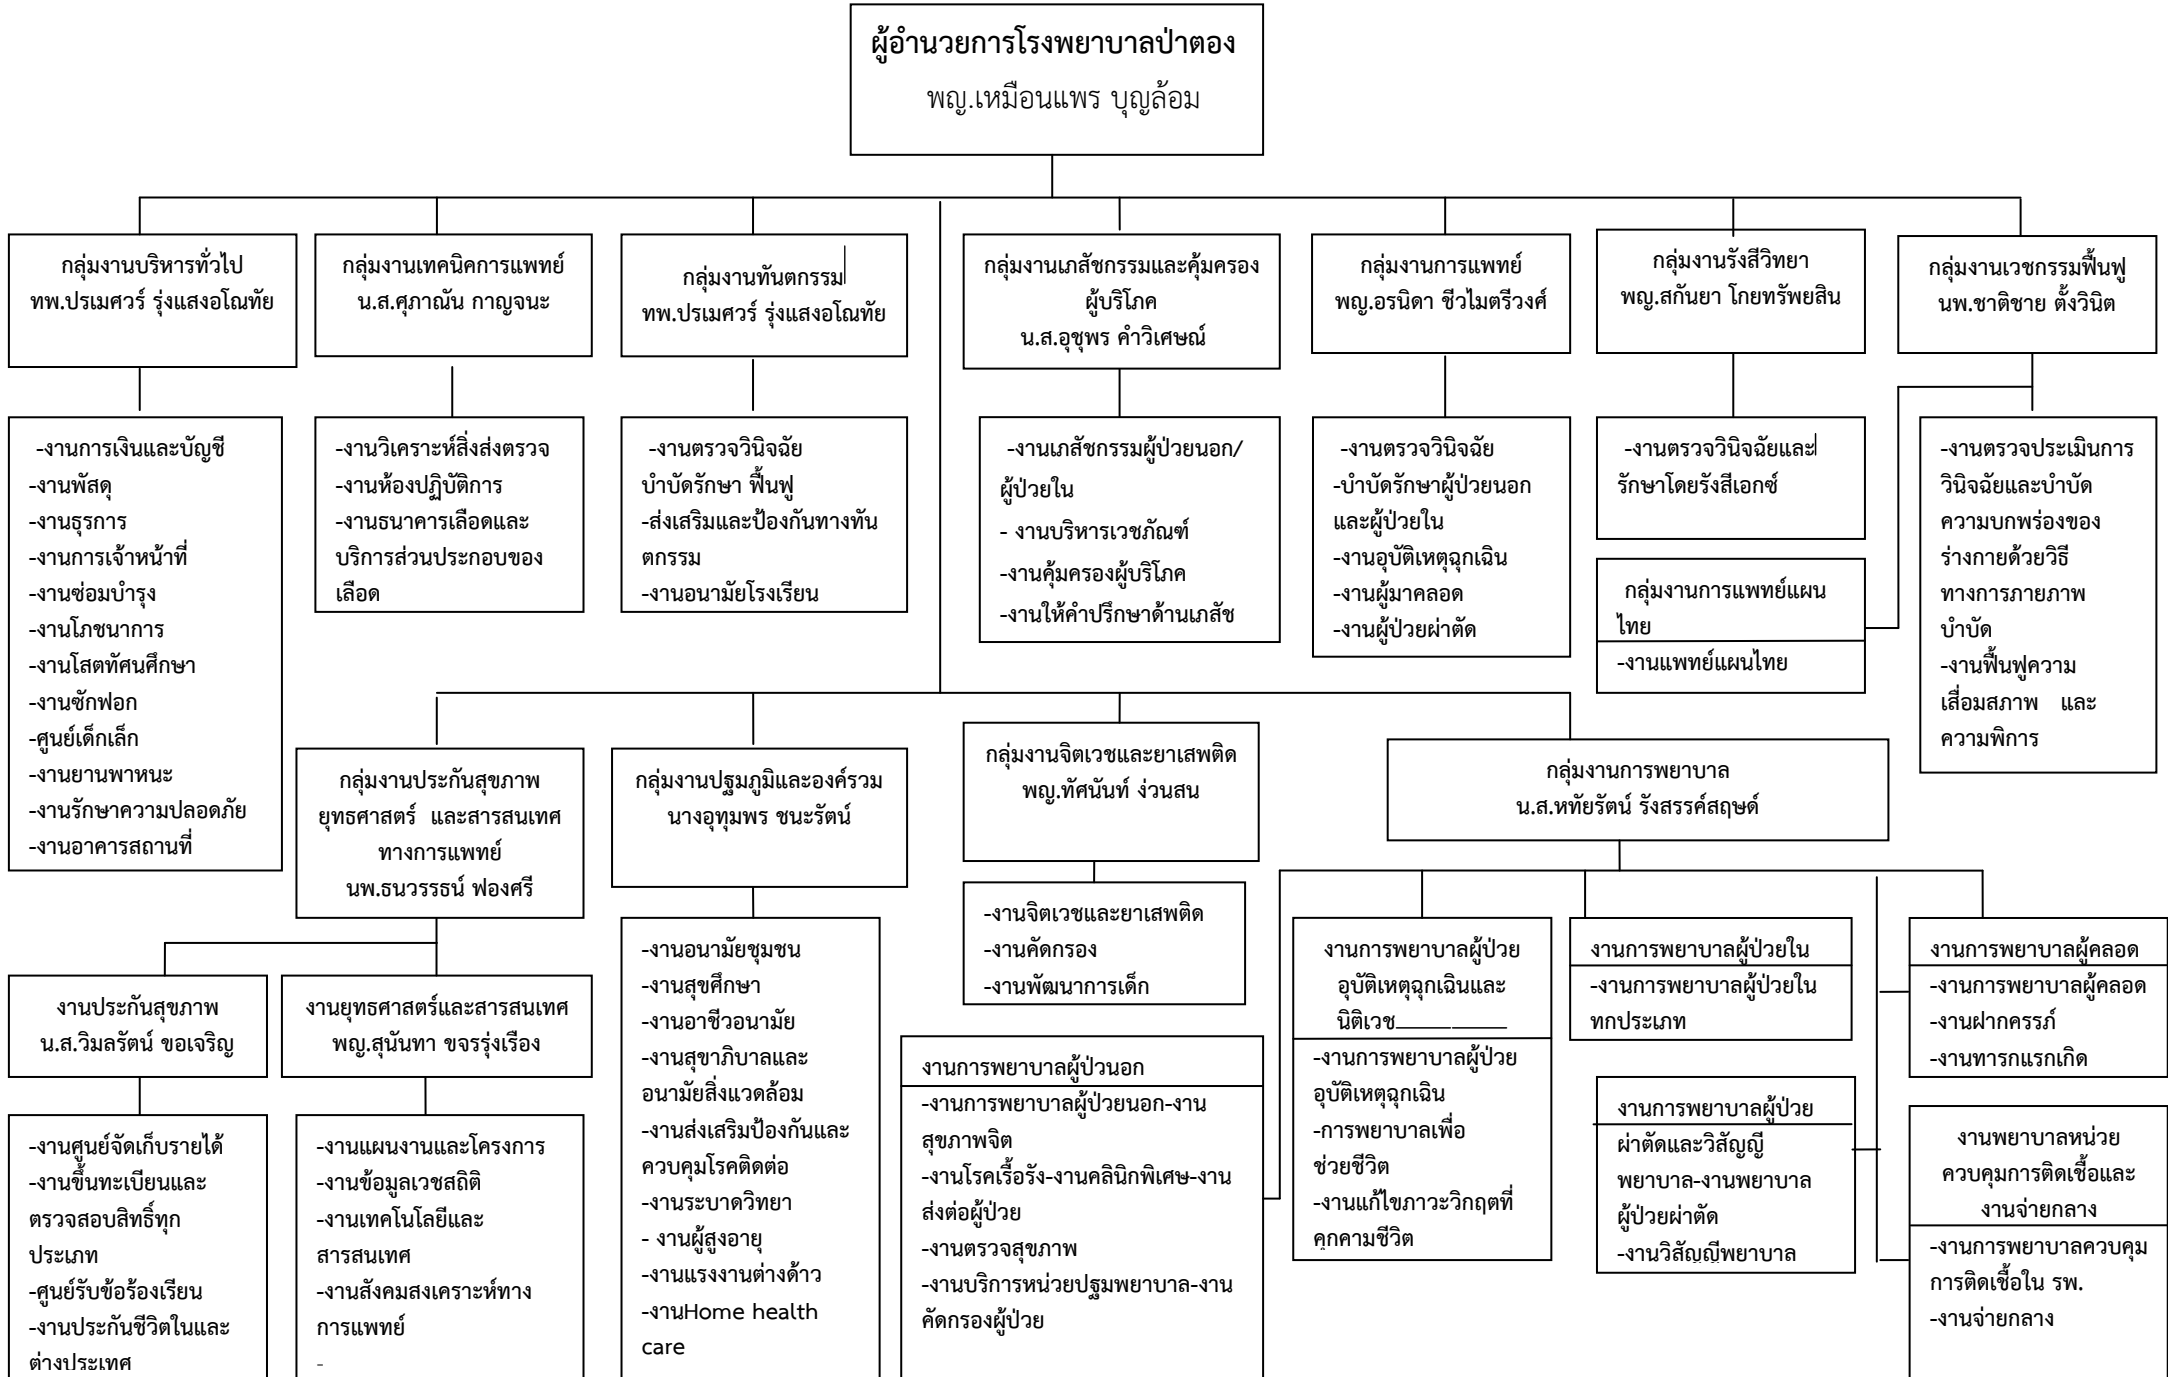 ผู้อำนวยการโรงพยาบาลป่าตอง
พญ.เหมือนแพร บุญล้อม
กลุ่มงานบริหารทั่วไป
ทพ.ปรเมศวร์ รุ่งแสงอโณทัย
กลุ่มงานเทคนิคการแพทย์
น.ส.ศุภาณัน กาญจนะ
กลุ่มงานทันตกรรม
ทพ.ปรเมศวร์ รุ่งแสงอโณทัย
กลุ่มงานเภสัชกรรมและคุ้มครอง
ผู้บริโภค
น.ส.อุชุพร คำวิเศษณ์
กลุ่มงานการแพทย์
พญ.อรนิดา ชีวไมตรีวงศ์
กลุ่มงานรังสีวิทยา
พญ.สกันยา โกยทรัพยสิน
กลุ่มงานเวชกรรมฟื้นฟู
นพ.ชาติชาย ตั้งวินิต
-งานการเงินและบัญชี
-งานพัสดุ
-งานธุรการ
-งานการเจ้าหน้าที่
-งานซ่อมบำรุง
-งานโภชนาการ
-งานโสตทัศนศึกษา
-งานซักฟอก
-ศูนย์เด็กเล็ก
-งานยานพาหนะ
-งานรักษาความปลอดภัย
-งานอาคารสถานที่
-งานวิเคราะห์สิ่งส่งตรวจ
-งานห้องปฏิบัติการ
-งานธนาคารเลือดและ
บริการส่วนประกอบของ
เลือด
-งานตรวจวินิจฉัย
บำบัดรักษา ฟื้นฟู
-ส่งเสริมและป้องกันทางทัน
ตกรรม
-งานอนามัยโรงเรียน
-งานเภสัชกรรมผู้ป่วยนอก/
ผู้ป่วยใน
- งานบริหารเวชภัณฑ์
-งานคุ้มครองผู้บริโภค
-งานให้คำปรึกษาด้านเภสัช
-งานตรวจวินิจฉัย
-บำบัดรักษาผู้ป่วยนอก
และผู้ป่วยใน
-งานอุบัติเหตุฉุกเฉิน
-งานผู้มาคลอด
-งานผู้ป่วยผ่าตัด
-งานตรวจวินิจฉัยและ
รักษาโดยรังสีเอกซ์
กลุ่มงานการแพทย์แผน
ไทย
-งานแพทย์แผนไทย
-งานตรวจประเมินการ
วินิจฉัยและบำบัด
ความบกพร่องของ
ร่างกายด้วยวิธี
ทางการภายภาพ
บำบัด
-งานฟื้นฟูความ
เสื่อมสภาพ และ
ความพิการ
กลุ่มงานประกันสุขภาพ
ยุทธศาสตร์ และสารสนเทศ
ทางการแพทย์
นพ.ธนวรรธน์ ฟองศรี
กลุ่มงานปฐมภูมิและองค์รวม
นางอุทุมพร ชนะรัตน์
กลุ่มงานจิตเวชและยาเสพติด
พญ.ทัศนันท์ ง่วนสน
กลุ่มงานการพยาบาล
น.ส.หทัยรัตน์ รังสรรค์สฤษด์
งานประกันสุขภาพ
น.ส.วิมลรัตน์ ขอเจริญ
งานยุทธศาสตร์และสารสนเทศ
พญ.สุนันทา ขจรรุ่งเรือง
-งานศูนย์จัดเก็บรายได้
-งานขึ้นทะเบียนและ
ตรวจสอบสิทธิ์ทุก
ประเภท
-ศูนย์รับข้อร้องเรียน
-งานประกันชีวิตในและ
ต่างประเทศ
-งานแผนงานและโครงการ
-งานข้อมูลเวชสถิติ
-งานเทคโนโลยีและ
สารสนเทศ
-งานสังคมสงเคราะห์ทาง
การแพทย์
-
-งานอนามัยชุมชน
-งานสุขศึกษา
-งานอาชีวอนามัย
-งานสุขาภิบาลและ
อนามัยสิ่งแวดล้อม
-งานส่งเสริมป้องกันและ
ควบคุมโรคติดต่อ
-งานระบาดวิทยา
- งานผู้สูงอายุ
-งานแรงงานต่างด้าว
-งานHome health
care
-งานจิตเวชและยาเสพติด
-งานคัดกรอง
-งานพัฒนาการเด็ก
งานการพยาบาลผู้ป่วนอก
-งานการพยาบาลผู้ป่วยนอก-งาน
สุขภาพจิต
-งานโรคเรื้อรัง-งานคลินิกพิเศษ-งาน
ส่งต่อผู้ป่วย
-งานตรวจสุขภาพ
-งานบริการหน่วยปฐมพยาบาล-งาน
คัดกรองผู้ป่วย
งานการพยาบาลผู้ป่วย
อุบัติเหตุฉุกเฉินและ
นิติเวช
-งานการพยาบาลผู้ป่วย
อุบัติเหตุฉุกเฉิน
-การพยาบาลเพื่อ
ช่วยชีวิต
-งานแก้ไขภาวะวิกฤตที่
คุกคามชีวิต
งานการพยาบาลผู้ป่วยใน
-งานการพยาบาลผู้ป่วยใน
ทุกประเภท
งานการพยาบาลผู้ป่วย
ผ่าตัดและวิสัญญี
พยาบาล-งานพยาบาล
ผู้ป่วยผ่าตัด
-งานวิสัญญีพยาบาล
งานการพยาบาลผู้คลอด
-งานการพยาบาลผู้คลอด
-งานฝากครรภ์
-งานทารกแรกเกิด
งานพยาบาลหน่วย
ควบคุมการติดเชื้อและ
งานจ่ายกลาง
-งานการพยาบาลควบคุม
การติดเชื้อใน รพ.
-งานจ่ายกลาง